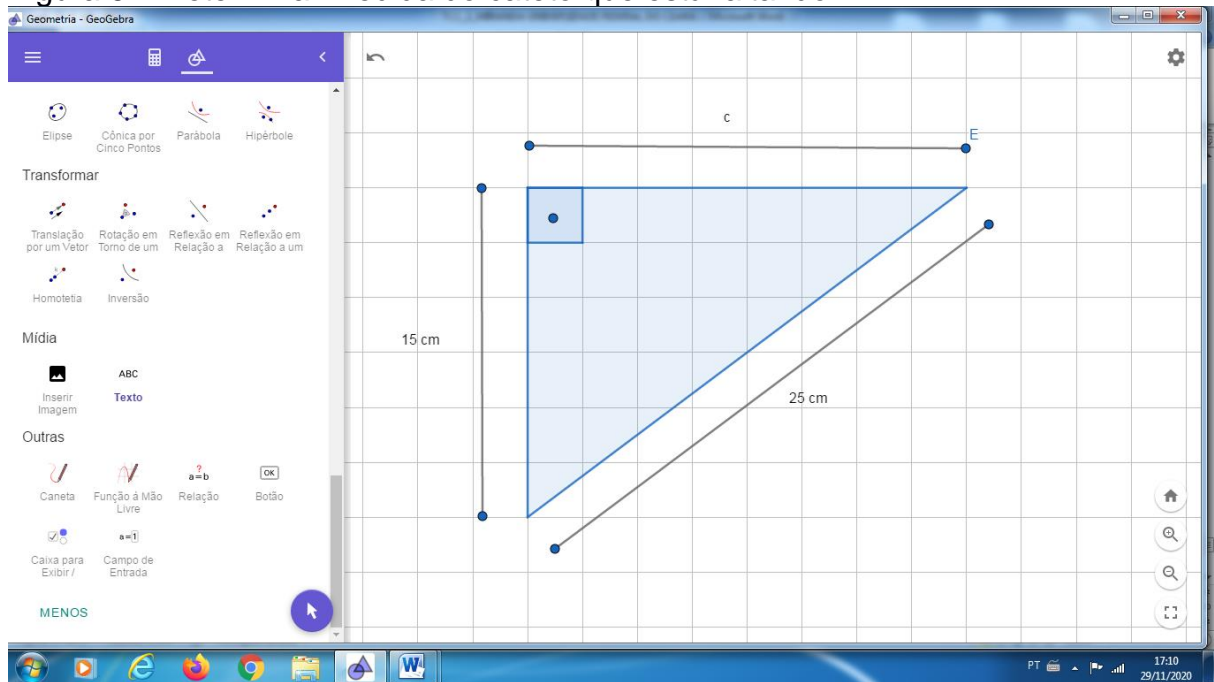 Geometria - GeoGebra
Elipse
Cônica por
Cinco Pontos
Parábola
Hipérbole
Transformar
Translação
por um Vetor
Rotação em
Torno de um
Reflexão em
Relação a
Reflexão em
Relação a um
Homotetia
Inversão
Mídia
ABC
Inserir
Imagem
Texto
Outras
?
a=b
OK
Caneta
Função à Mão
Livre
Relação
Botão
a=1
Caixa para
Exibir /
Campo de
Entrada
MENOS
c
E
15 cm
25 cm
W
PT
17:10
29/11/2020